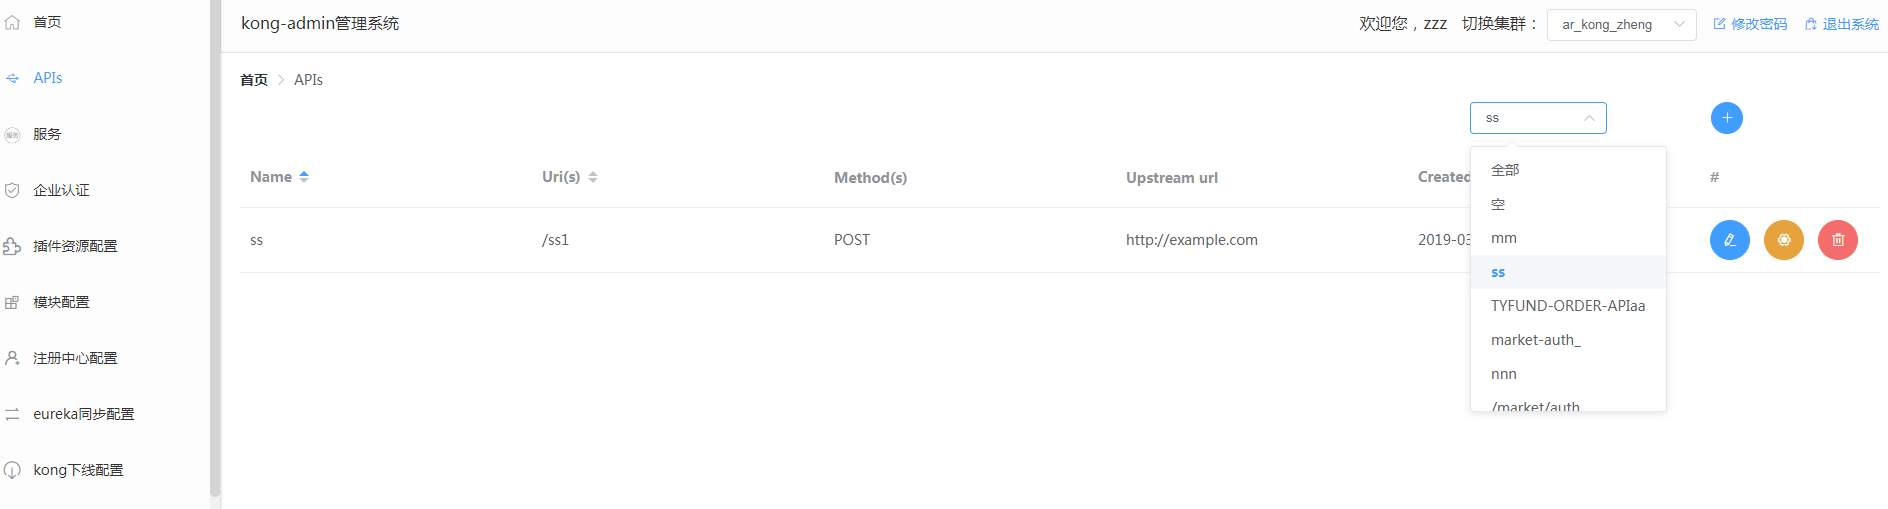 首页
APIs
服务
企业认证
插件资源配置
模块配置
注册中心配置
eureka同步配置
kong下线配置
kong-admin管理系统
欢迎您，zzz 切换集群： ar_kong_zheng 修改密码 退出系统
首页 > APIs
ss
Name Uri(s) Method(s) Upstream url Created #
ss /ss1 POST http://example.com 2019-03
全部
空
mm
ss
TYFUND-ORDER-APIaa
market-auth_
nnn
/market/auth